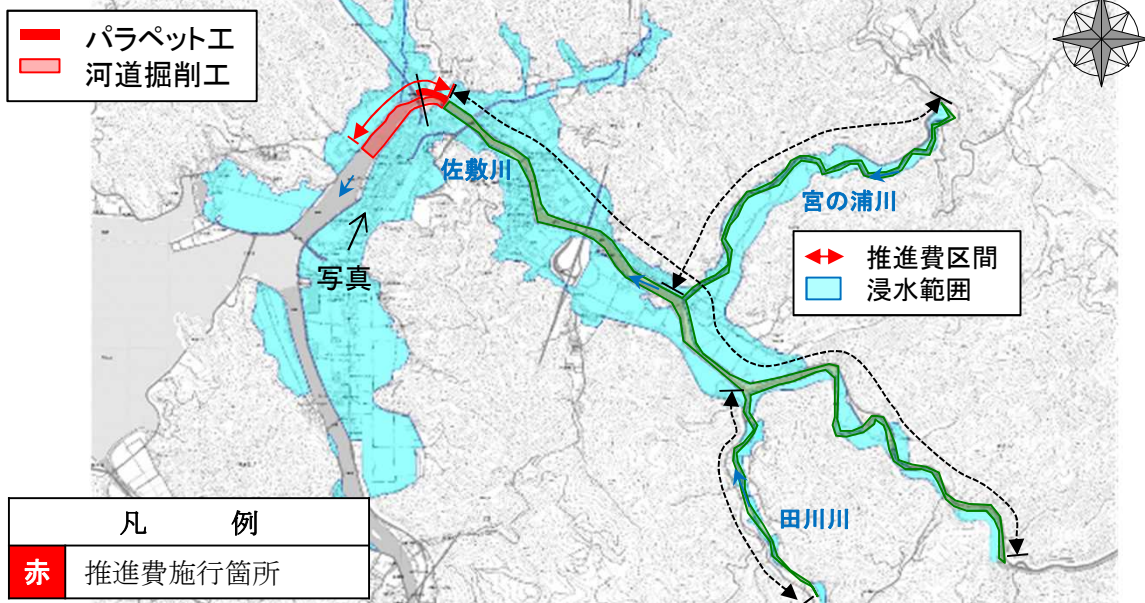 パラペット工
河道掘削工
佐敷川
宮の浦川
写真
推進費区間
浸水範囲
田川川
凡 例
赤 推進費施行箇所